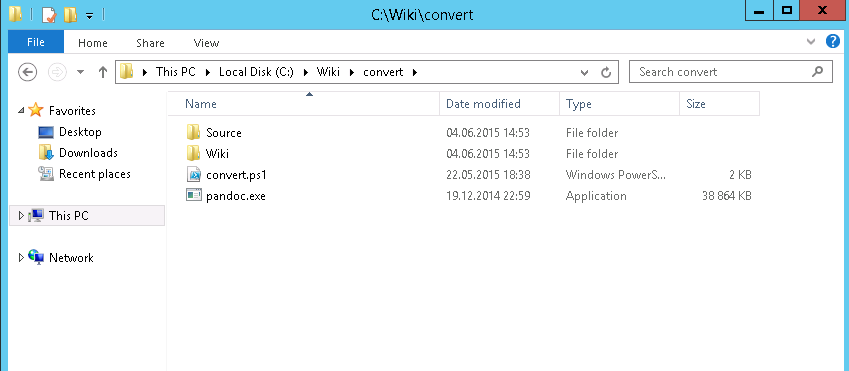 C:\Wiki\convert
File Home Share View
This PC Local Disk (C:) Wiki convert Search convert
Favorites
Desktop
Downloads
Recent places
This PC
Network
Name Date modified Type Size
Source 04.06.2015 14:53 File folder
Wiki 04.06.2015 14:53 File folder
convert.ps1 22.05.2015 18:38 Windows PowerS... 2 KB
pandoc.exe 19.12.2014 22:59 Application 38 864 KB